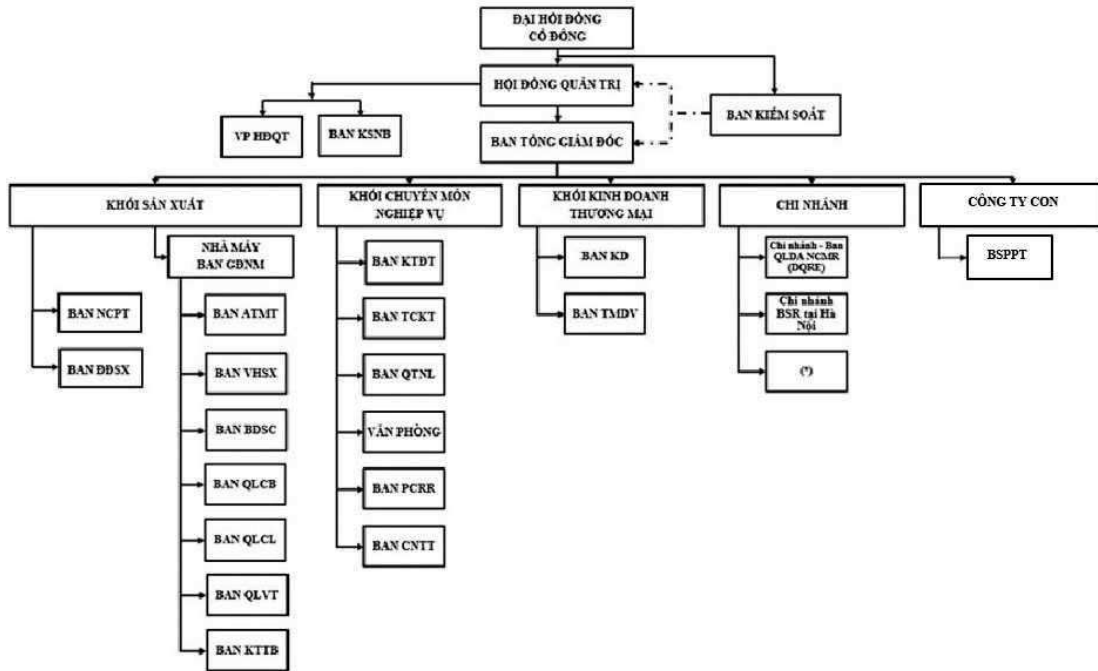 ĐẠI HỘI ĐỒNG
CỔ ĐÔNG
HỘI ĐỒNG QUẢN TRỊ
BAN KIỂM SOÁT
VP HĐQT
BAN KSNB
BAN TỔNG GIÁM ĐỐC
KHỐI SẢN XUẤT
KHỐI CHUYÊN MÔN
NGHIỆP VỤ
KHỐI KINH DOANH
THƯƠNG MẠI
CHI NHÁNH
CÔNG TY CON
NHÀ MÁY
BAN GĐNM
BAN NCPT
BAN ĐĐSX
BAN ATMT
BAN VHSX
BAN BDSC
BAN QLCB
BAN QLCL
BAN QLVT
BAN KTTB
BAN KTĐT
BAN TCKT
BAN QTNL
VĂN PHÒNG
BAN PCRR
BAN CNTT
BAN KD
BAN TMDV
Chi nhánh - Ban
QLDA NCMR
(DQRE)
Chi nhánh
BSR tại Hà
Nội
(*)
BSPPT